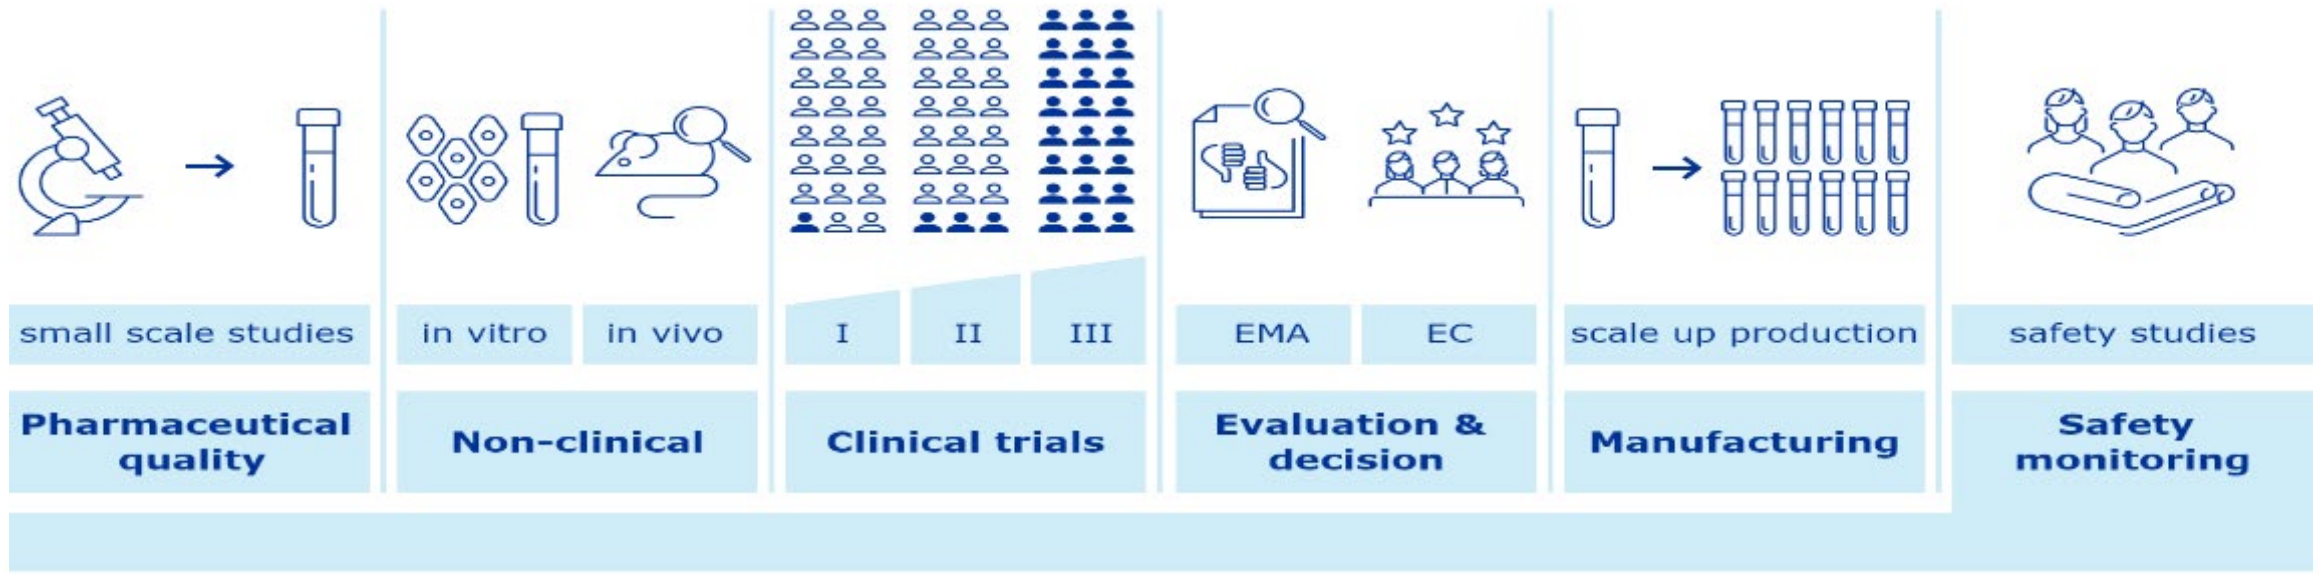 small scale studies
in vitro
in vivo
I
II
III
EMA
EC
scale up production
safety studies
Pharmaceutical
quality
Non-clinical
Clinical trials
Evaluation &
decision
Manufacturing
Safety
monitoring